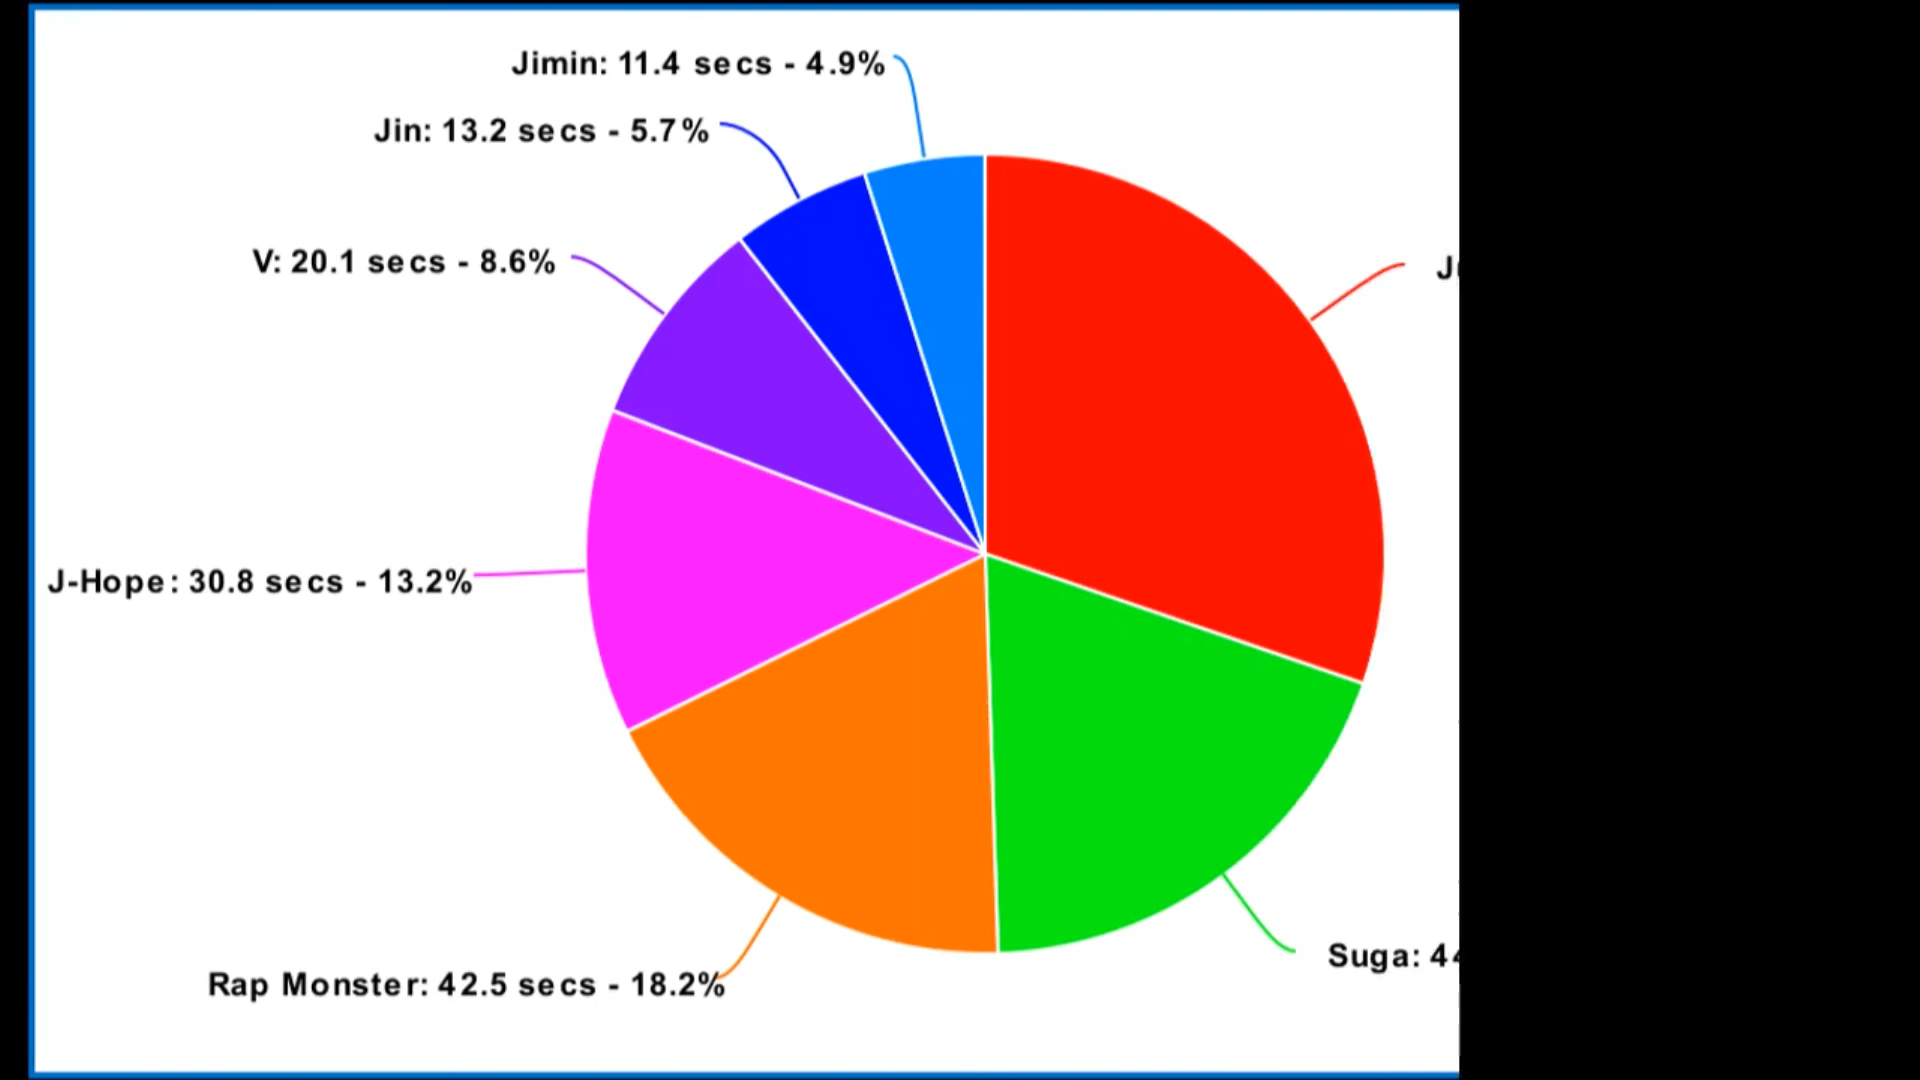 Jimin: 11.4 secs - 4.9%
Jin: 13.2 secs - 5.7%
V: 20.1 secs - 8.6%
J-Hope: 30.8 secs - 13.2%
Suga:
Rap Monster: 42.5 secs - 18.2%